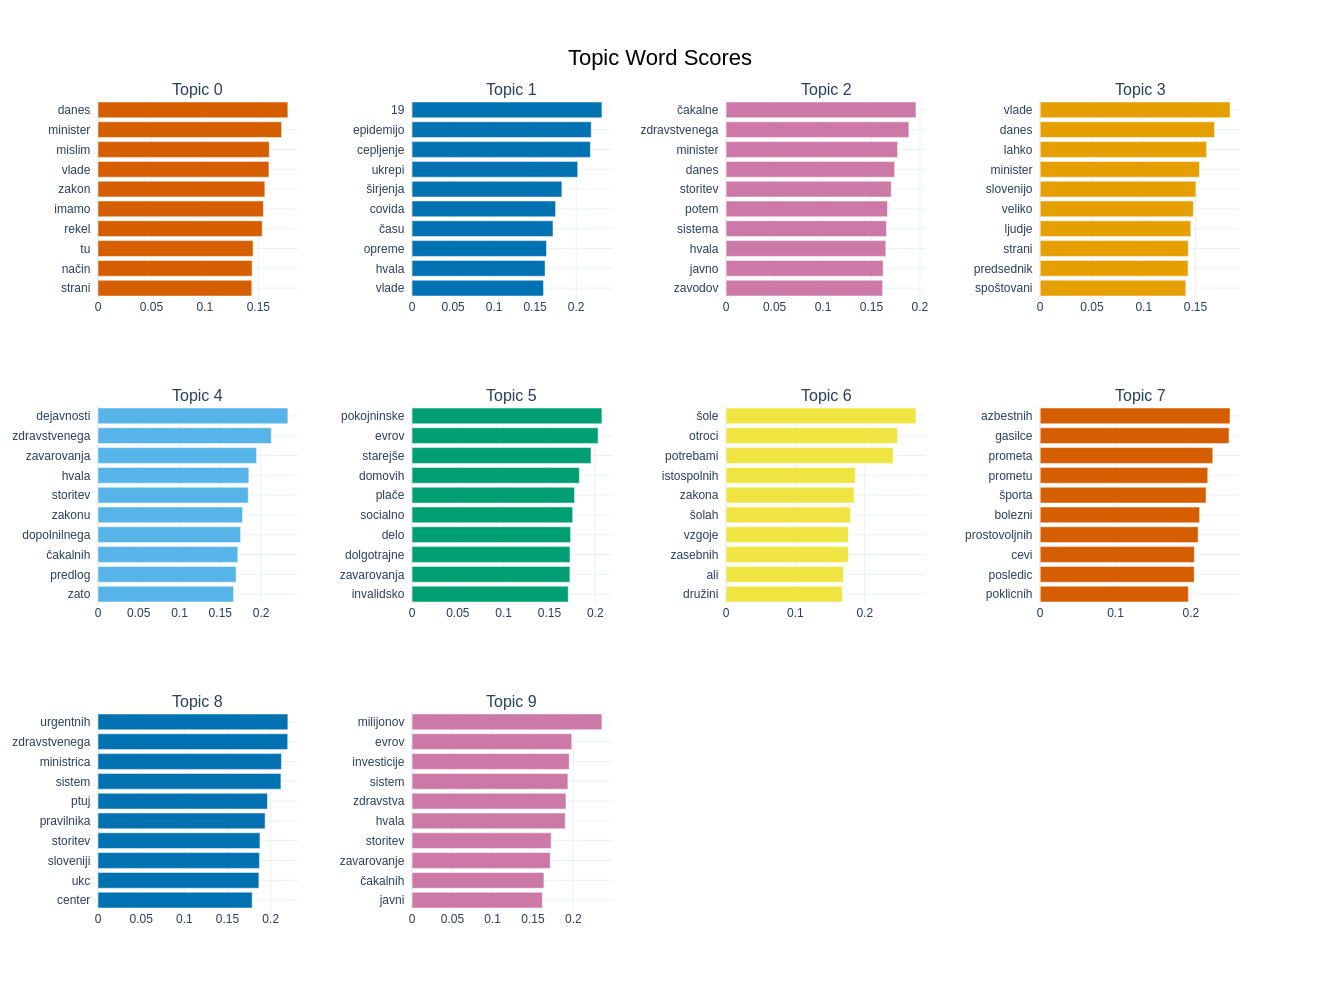 Topic Word Scores
Topic 0
danes
minister
mislim
vlade
zakon
imamo
rekel
tu
način
strani
0 0.05 0.1 0.15
Topic 1
19
epidemijo
cepljenje
ukrepi
širjenja
covida
času
opreme
hvala
vlade
0 0.05 0.1 0.15 0.2
Topic 2
čakalne
zdravstvenega
minister
danes
storitev
potem
sistema
hvala
javno
zavodov
0 0.05 0.1 0.15 0.2
Topic 3
vlade
danes
lahko
minister
slovenijo
veliko
ljudje
strani
predsednik
spoštovani
0 0.05 0.1 0.15
Topic 4
dejavnosti
zdravstvenega
zavarovanja
hvala
storitev
zakonu
dopolnilnega
čakalnih
predlog
zato
0 0.05 0.1 0.15 0.2
Topic 5
pokojninske
evrov
starejše
domovih
plače
socialno
delo
dolgotrajne
zavarovanja
invalidsko
0 0.05 0.1 0.15 0.2
Topic 6
šole
otroci
potrebami
istospolnih
zakona
šolah
vzgoje
zasebnih
ali
družini
0 0.1 0.2
Topic 7
azbestnih
gasilce
prometa
prometu
športa
bolezni
prostovoljnih
cevi
posledic
poklicnih
0 0.1 0.2
Topic 8
urgentnih
zdravstvenega
ministrica
sistem
ptuj
pravilnika
storitev
sloveniji
ukc
center
0 0.05 0.1 0.15 0.2
Topic 9
milijonov
evrov
investicije
sistem
zdravstva
hvala
storitev
zavarovanje
čakalnih
javni
0 0.05 0.1 0.15 0.2